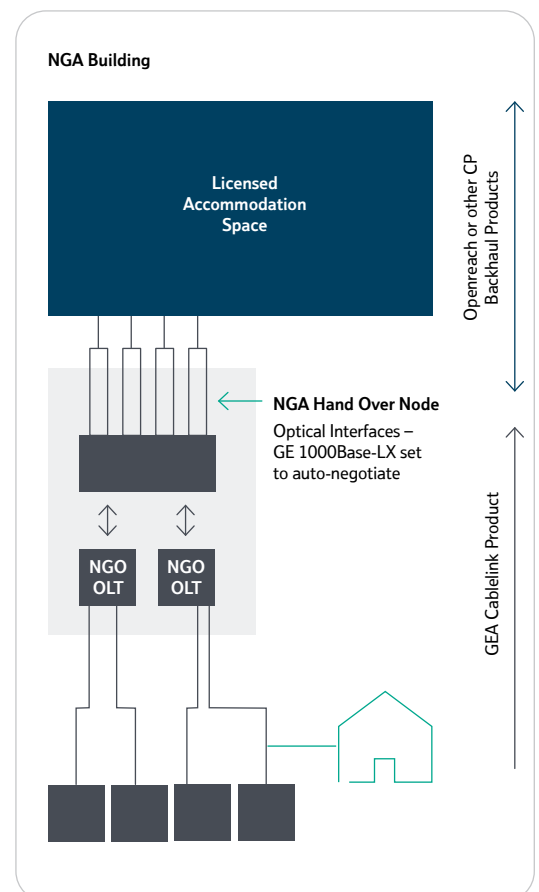 NGA Building
Licensed
Accommodation
Space
Openreach or other CP
Backhaul Products
NGA Hand Over Node
Optical Interfaces –
GE 1000Base-LX set
to auto-negotiate
GEA Cablelink Product
NGO
OLT
NGO
OLT